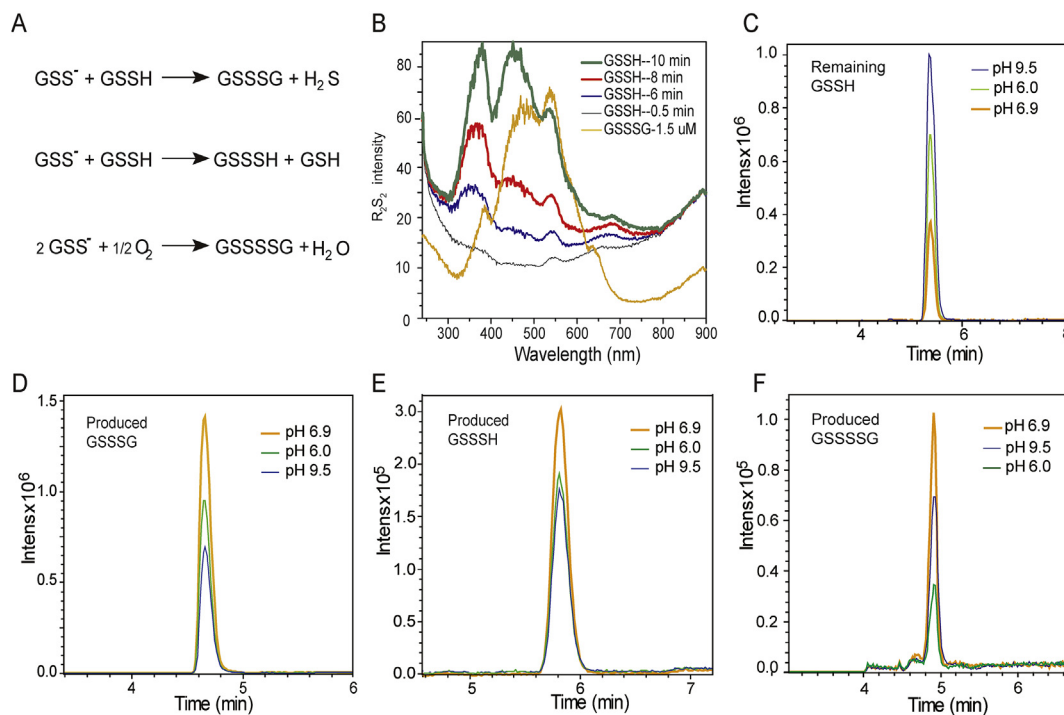 A
GSS⁻ + GSSH ⟶ GSSSG + H₂S
GSS⁻ + GSSH ⟶ GSSSH + GSH
2 GSS⁻ + 1/2 O₂ ⟶ GSSSSG + H₂O
B
R₂S₂ intensity
80
60
40
30
20
10
0
300 400 500 600 700 800 900
Wavelength (nm)
GSSH--10 min
GSSH--8 min
GSSH--6 min
GSSH--0.5 min
GSSSG-1.5 uM
C
Remaining
GSSH
Intensx10⁶
1.0
0.8
0.6
0.4
0.2
0.0
4 6 8
Time (min)
pH 9.5
pH 6.0
pH 6.9
D
Produced
GSSSG
Intensx10⁶
1.5
1.0
0.5
0.0
4 5 6
Time (min)
pH 6.9
pH 6.0
pH 9.5
E
Produced
GSSSH
Intensx10⁵
3.0
2.0
1.5
1.0
0.0
5 6 7
Time (min)
pH 6.9
pH 6.0
pH 9.5
F
Produced
GSSSSG
Intensx10⁵
1.0
0.8
0.6
0.4
0.2
0.0
4 5 6
Time (min)
pH 6.9
pH 9.5
pH 6.0